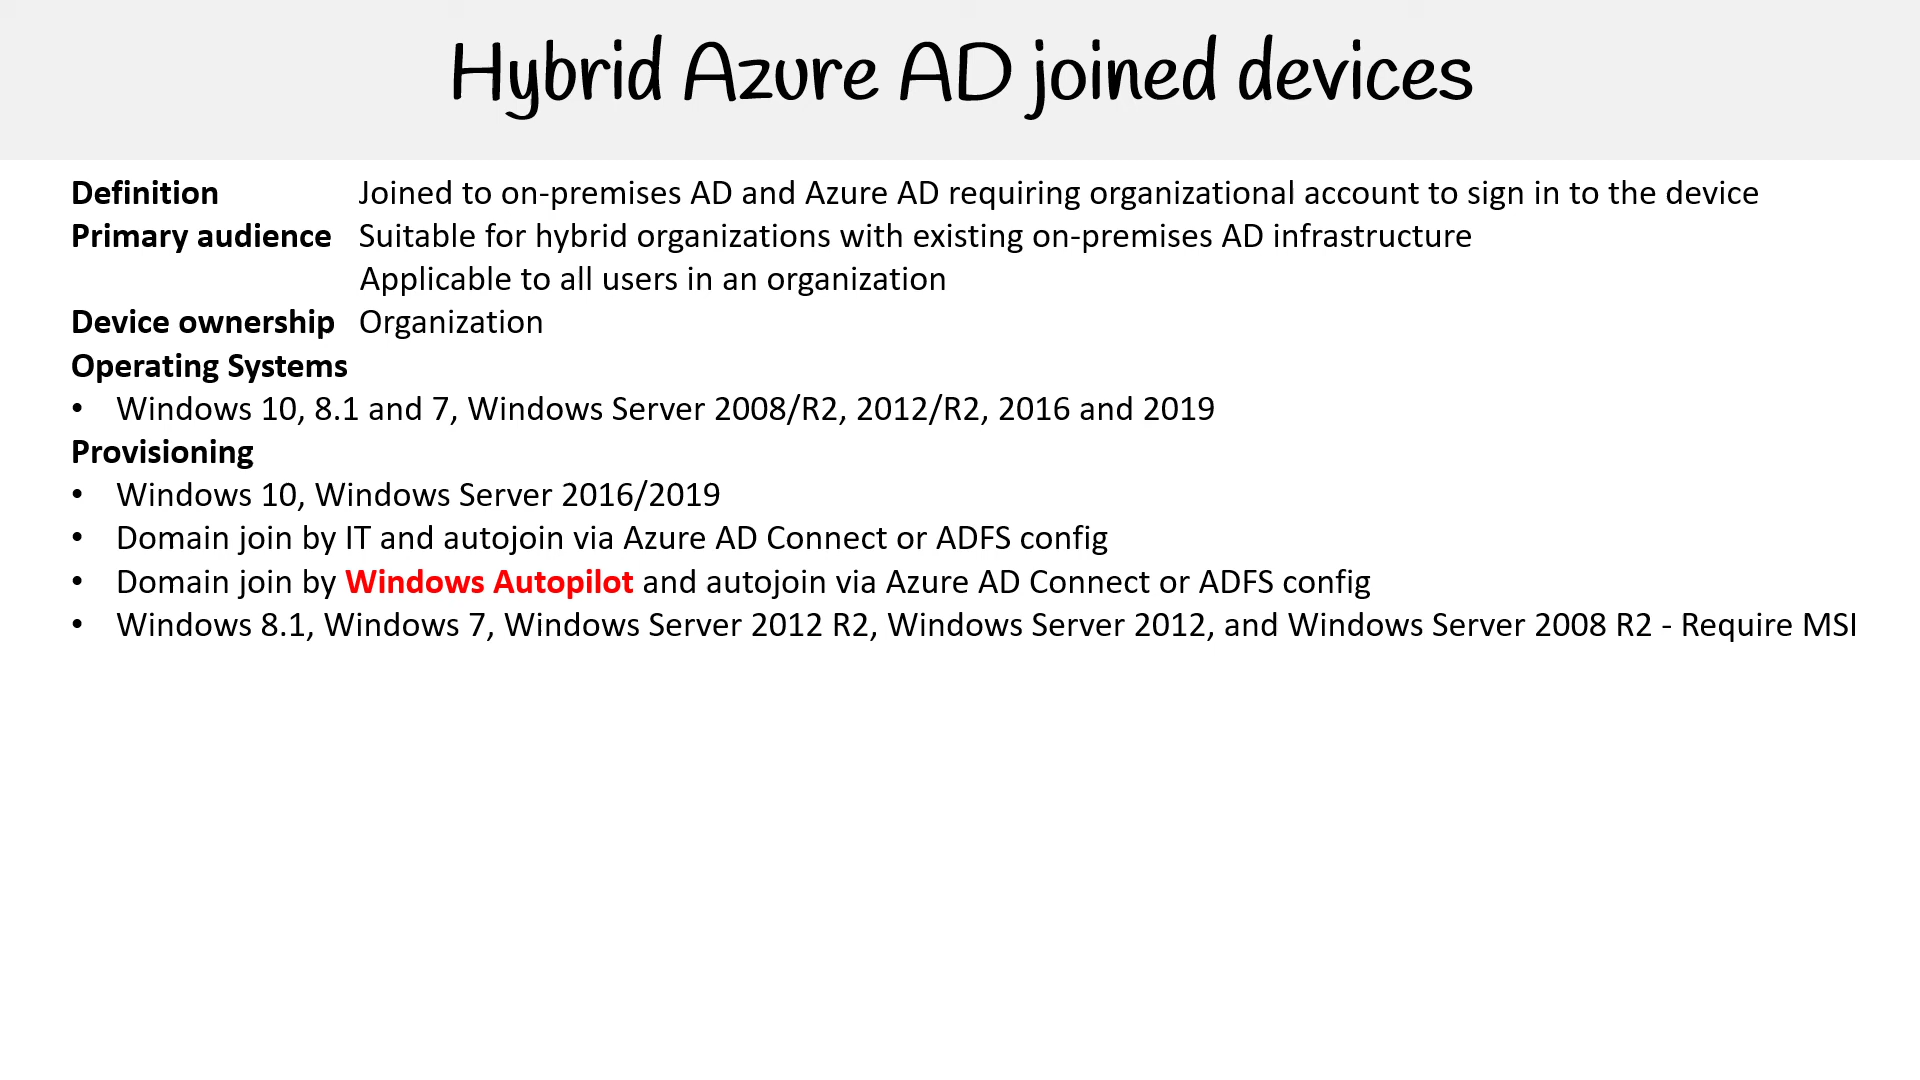 Hybrid Azure AD joined devices
Definition Joined to on-premises AD and Azure AD requiring organizational account to sign in to the device
Primary audience Suitable for hybrid organizations with existing on-premises AD infrastructure
Applicable to all users in an organization
Device ownership Organization
Operating Systems
• Windows 10, 8.1 and 7, Windows Server 2008/R2, 2012/R2, 2016 and 2019
Provisioning
• Windows 10, Windows Server 2016/2019
• Domain join by IT and autojoin via Azure AD Connect or ADFS config
• Domain join by Windows Autopilot and autojoin via Azure AD Connect or ADFS config
• Windows 8.1, Windows 7, Windows Server 2012 R2, Windows Server 2012, and Windows Server 2008 R2 - Require MSI